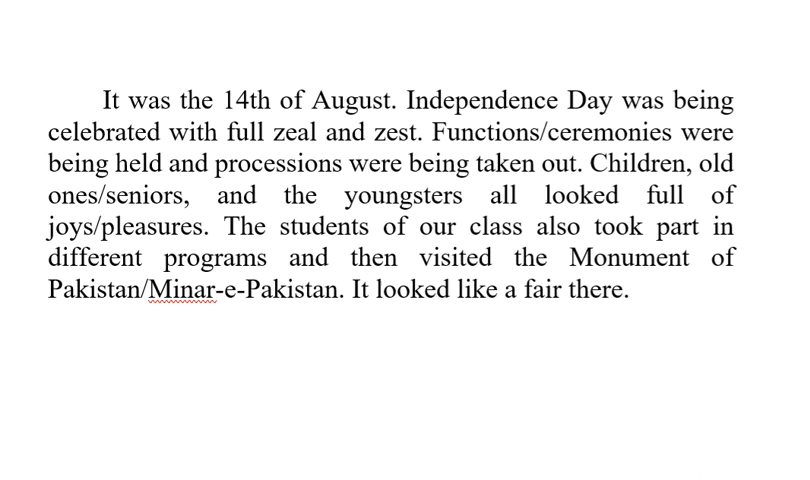 It was the 14th of August. Independence Day was being
celebrated with full zeal and zest. Functions/ceremonies were
being held and processions were being taken out. Children, old
ones/seniors, and the youngsters all looked full of
joys/pleasures. The students of our class also took part in
different programs and then visited the Monument of
Pakistan/Minar-e-Pakistan. It looked like a fair there.